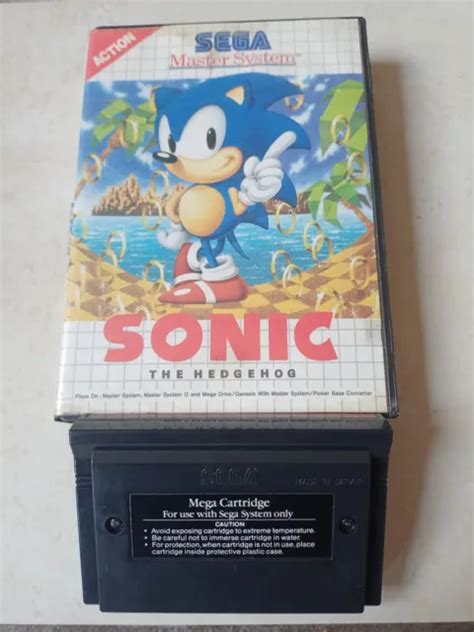 ACTION
SEGA
Master System™
SONIC
THE HEDGEHOG
Plays On: Master System, Master System II and Mega Drive/Genesis With Master System/Power Base Converter
SEGA
MADE IN JAPAN
Mega Cartridge
For use with Sega System only
CAUTION
• Avoid exposing cartridge to extreme temperature.
• Be careful not to immerse cartridge in water.
• For protection, when cartridge is not in use, place
cartridge inside protective plastic case.